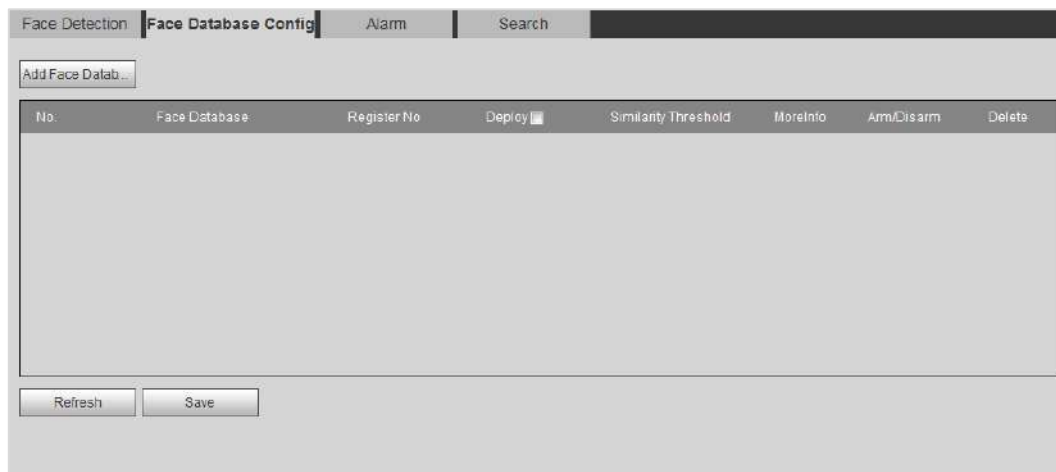 Face Detection Face Database Config Alarm Search
Add Face Datab...
No. Face Database Register No Deploy Similarity Threshold MoreInfo Arm/Disarm Delete
Refresh Save